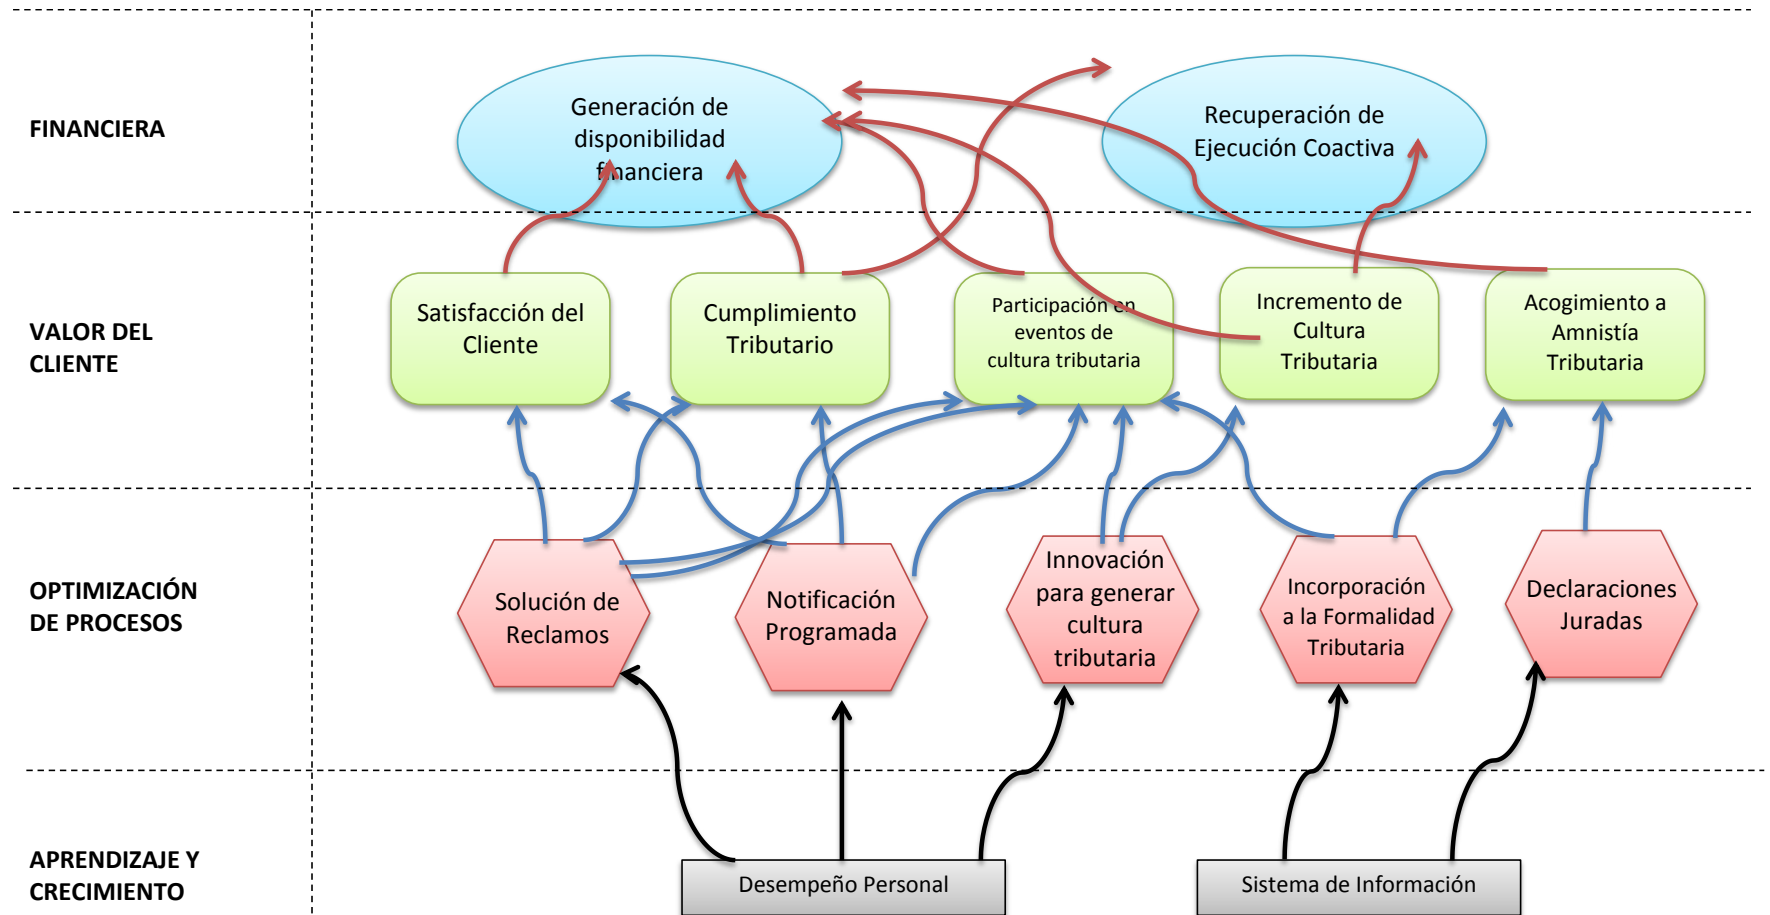 FINANCIERA
Generación de
disponibilidad
financiera
Recuperación de
Ejecución Coactiva
VALOR DEL
CLIENTE
Satisfacción del
Cliente
Cumplimiento
Tributario
Participación en
eventos de
cultura tributaria
Incremento de
Cultura
Tributaria
Acogimiento a
Amnistía
Tributaria
OPTIMIZACIÓN
DE PROCESOS
Solución de
Reclamos
Notificación
Programada
Innovación
para generar
cultura
tributaria
Incorporación
a la Formalidad
Tributaria
Declaraciones
Juradas
APRENDIZAJE Y
CRECIMIENTO
Desempeño Personal
Sistema de Información